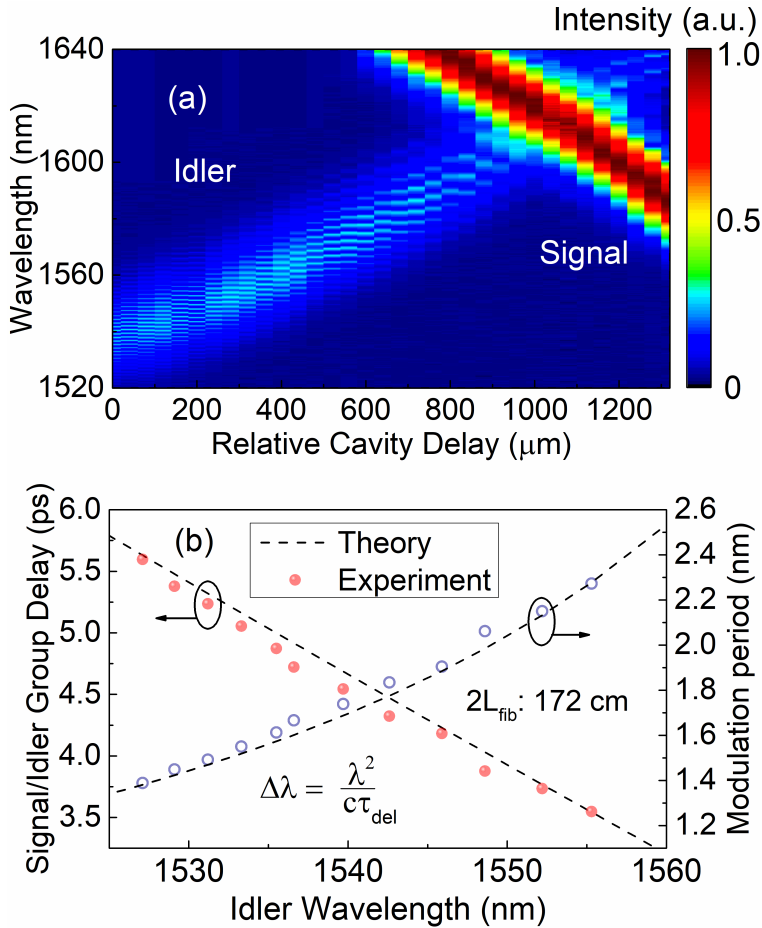 Intensity (a.u.)
1640
1600
1560
1520
Wavelength (nm)
(a)
Idler
Signal
1.0
0.5
0
0 200 400 600 800 1000 1200
Relative Cavity Delay (μm)
6.0
5.5
5.0
4.5
4.0
3.5
Signal/Idler Group Delay (ps)
(b)
Theory
Experiment
2L_fib: 172 cm
Δλ = λ²/cτ_del
2.6
2.4
2.2
2.0
1.8
1.6
1.4
1.2
Modulation period (nm)
1530 1540 1550 1560
Idler Wavelength (nm)